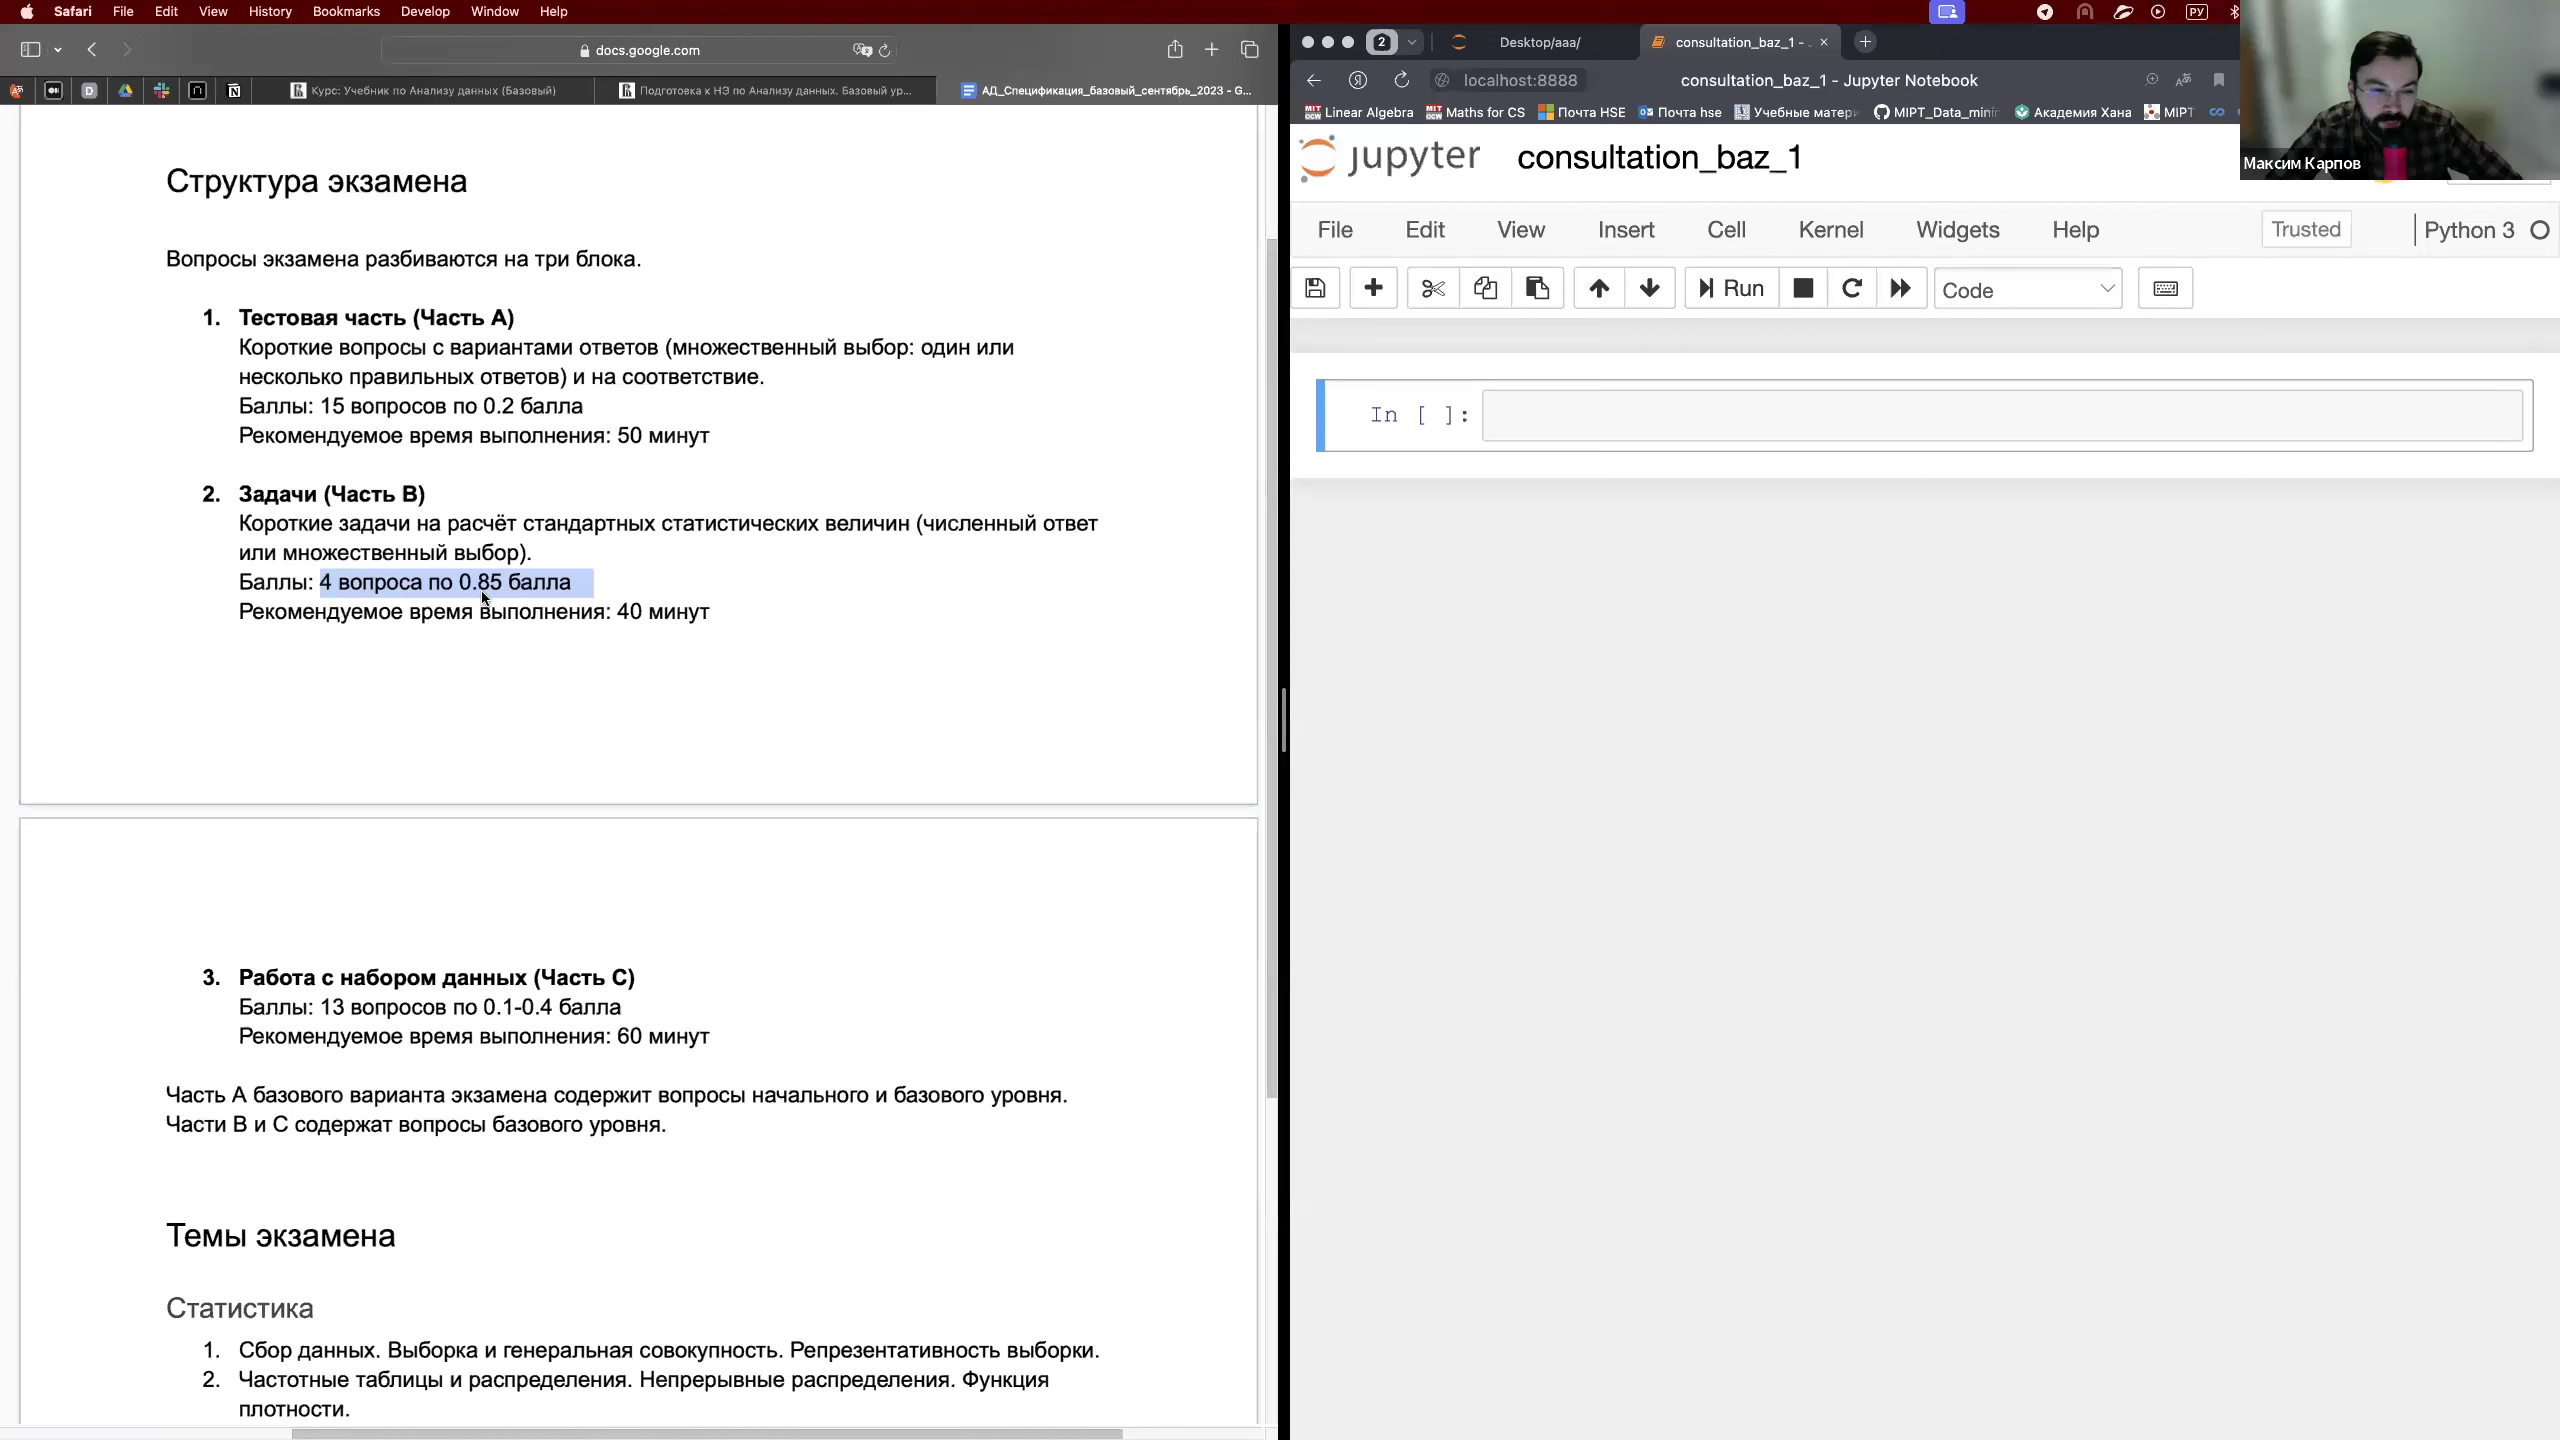 Safari File Edit View History Bookmarks Develop Window Help
РУ
docs.google.com
Курс: Учебник по Анализу данных (Базовый)
Подготовка к НЭ по Анализу данных. Базовый ур...
АД_Спецификация_базовый_сентябрь_2023 - G...
Структура экзамена
Вопросы экзамена разбиваются на три блока.
1. Тестовая часть (Часть А)
Короткие вопросы с вариантами ответов (множественный выбор: один или
несколько правильных ответов) и на соответствие.
Баллы: 15 вопросов по 0.2 балла
Рекомендуемое время выполнения: 50 минут
2. Задачи (Часть В)
Короткие задачи на расчёт стандартных статистических величин (численный ответ
или множественный выбор).
Баллы: 4 вопроса по 0.85 балла
Рекомендуемое время выполнения: 40 минут
3. Работа с набором данных (Часть С)
Баллы: 13 вопросов по 0.1-0.4 балла
Рекомендуемое время выполнения: 60 минут
Часть А базового варианта экзамена содержит вопросы начального и базового уровня.
Части В и С содержат вопросы базового уровня.
Темы экзамена
Статистика
1. Сбор данных. Выборка и генеральная совокупность. Репрезентативность выборки.
2. Частотные таблицы и распределения. Непрерывные распределения. Функция
плотности.
2 Desktop/aaa/ consultation_baz_1 -
localhost:8888 consultation_baz_1 - Jupyter Notebook
Linear Algebra Maths for CS Почта HSE Почта hse Учебные матери MIPT_Data_mini Академия Хана MIPT
jupyter consultation_baz_1
Максим Карпов
File Edit View Insert Cell Kernel Widgets Help Trusted Python 3
Run Code
In [ ]: